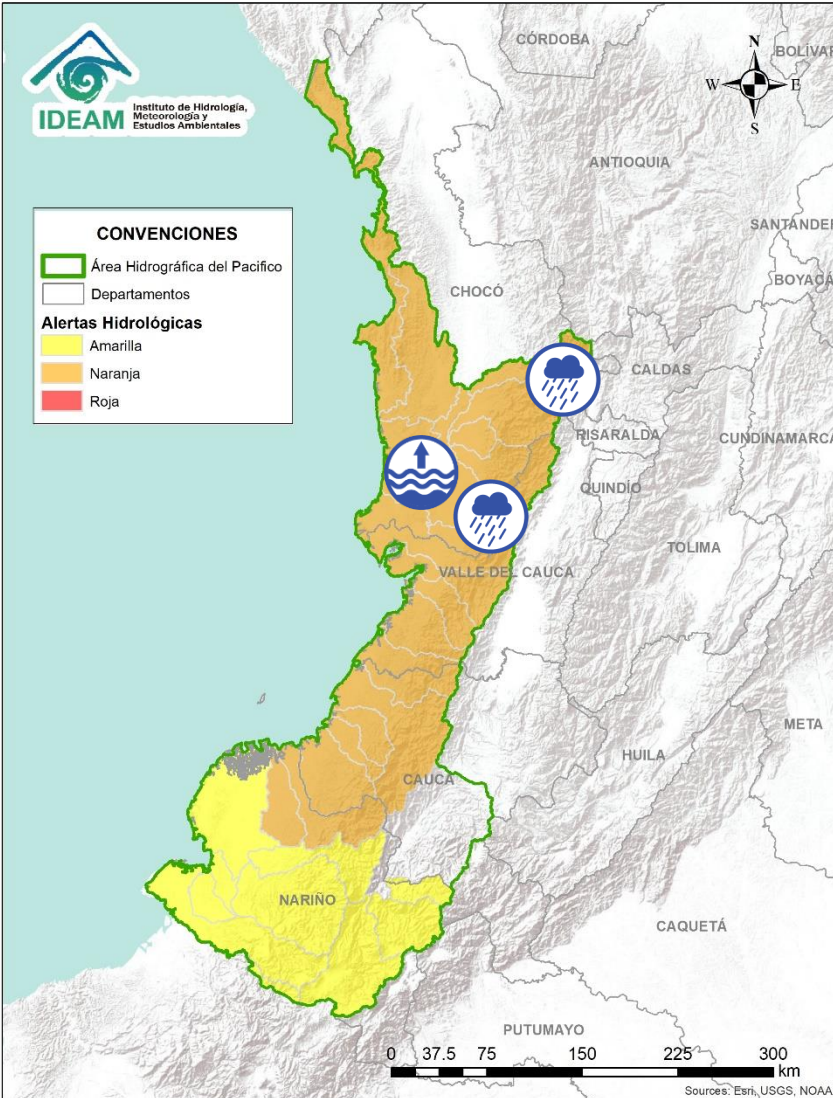 IDEAM
Instituto de Hidrología,
Meteorología y
Estudios Ambientales
N
W
E
S
CÓRDOBA
BOLÍVAR
ANTIOQUIA
SANTANDER
BOYACÁ
CONVENCIONES
Área Hidrográfica del Pacifico
Departamentos
Alertas Hidrológicas
Amarilla
Naranja
Roja
CHOCÓ
CALDAS
RISARALDA
CUNDINAMARCA
QUINDÍO
TOLIMA
VALLE DEL CAUCA
META
HUILA
CAUCA
NARIÑO
CAQUETÁ
PUTUMAYO
0 37.5 75 150 225 300
km
Sources: Esri, USGS, NOAA